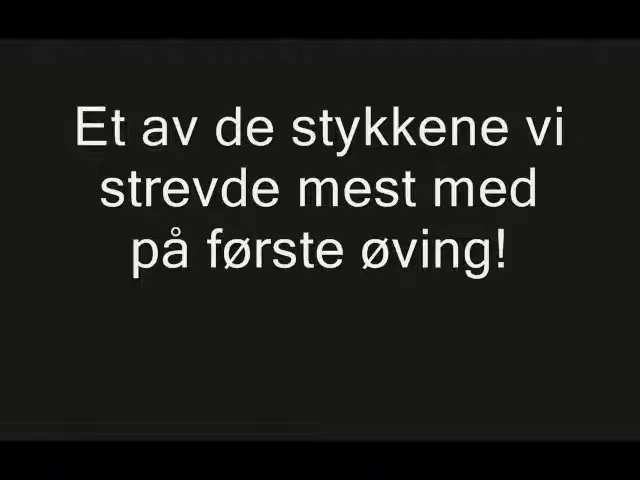 Et av de stykkene vi
strevde mest med
på første øving!